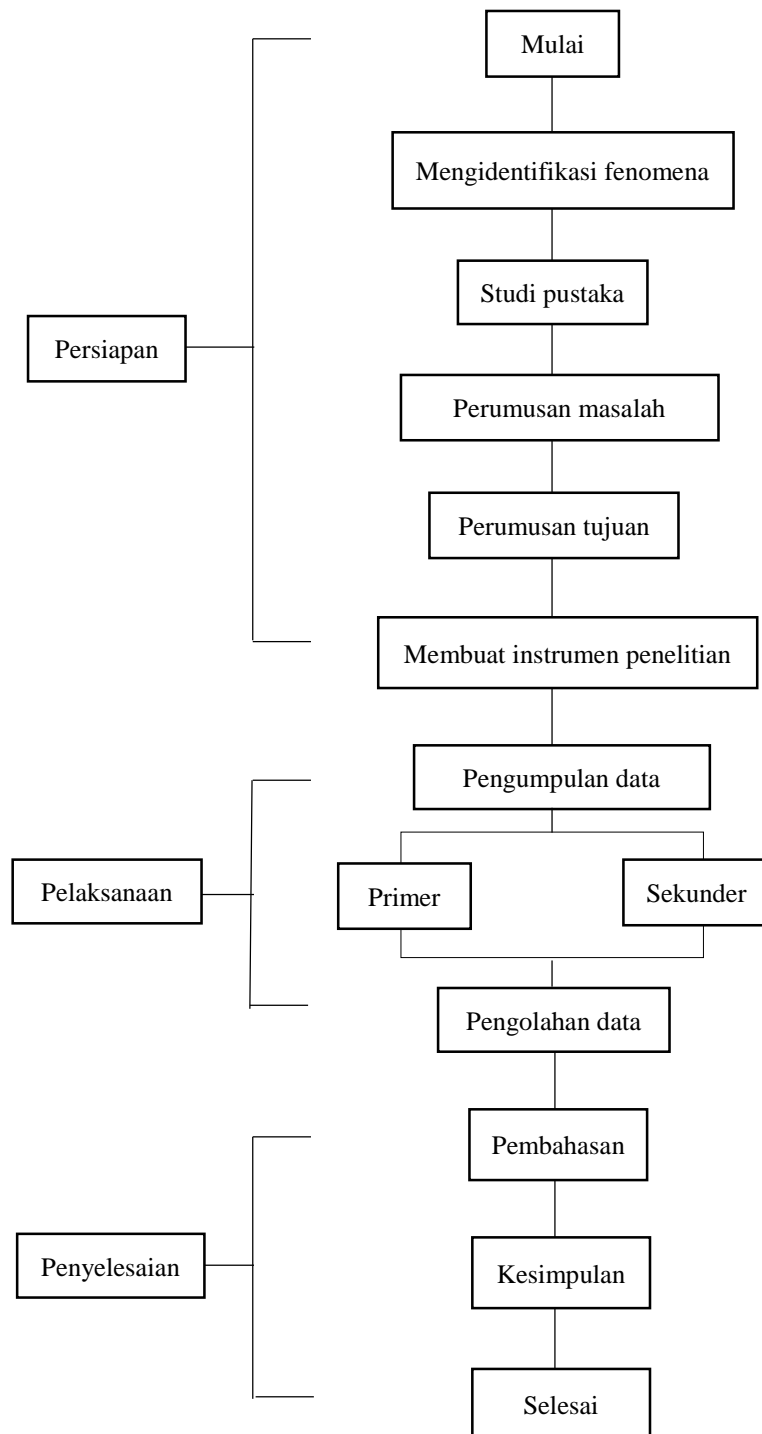 Mulai
Mengidentifikasi fenomena
Studi pustaka
Persiapan
Perumusan masalah
Perumusan tujuan
Membuat instrumen penelitian
Pengumpulan data
Pelaksanaan
Primer
Sekunder
Pengolahan data
Pembahasan
Penyelesaian
Kesimpulan
Selesai